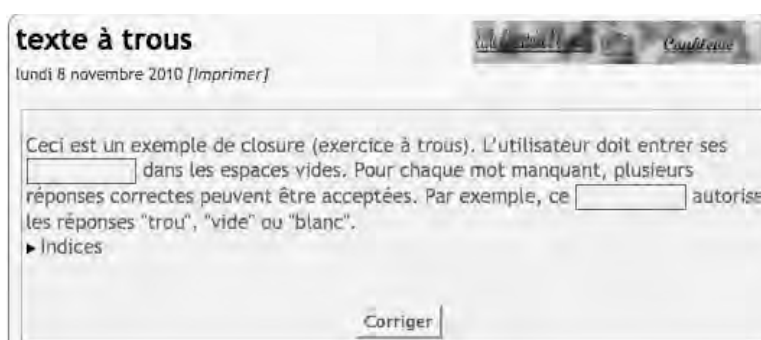 texte à trous
lundi 8 novembre 2010 [Imprimer]
Ceci est un exemple de closure (exercice à trous). L'utilisateur doit entrer ses
dans les espaces vides. Pour chaque mot manquant, plusieurs
réponses correctes peuvent être acceptées. Par exemple, ce autorise
les réponses "trou", "vide" ou "blanc".
▸ Indices
Corriger